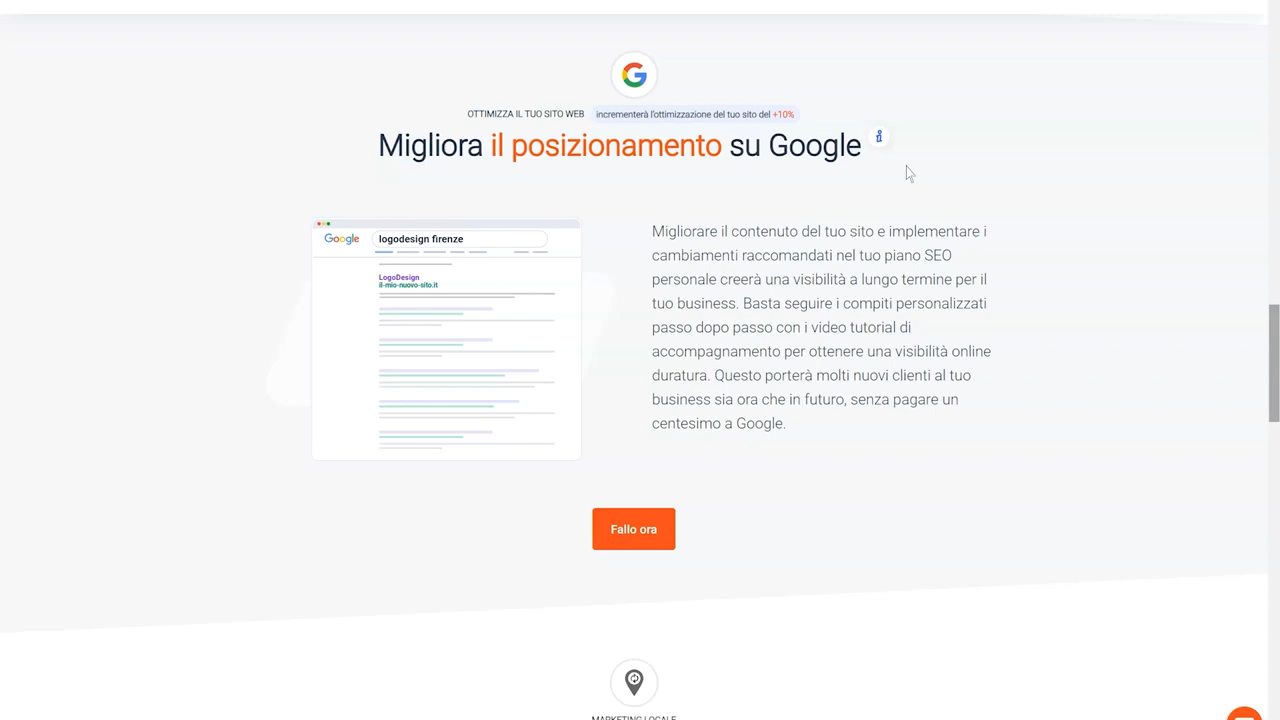 OTTIMIZZA IL TUO SITO WEB incrementerà l'ottimizzazione del tuo sito del +10%
Migliora il posizionamento su Google
Google logodesign firenze
LogoDesign
il-mio-nuovo-sito.it
Migliorare il contenuto del tuo sito e implementare i
cambiamenti raccomandati nel tuo piano SEO
personale creerà una visibilità a lungo termine per il
tuo business. Basta seguire i compiti personalizzati
passo dopo passo con i video tutorial di
accompagnamento per ottenere una visibilità online
duratura. Questo porterà molti nuovi clienti al tuo
business sia ora che in futuro, senza pagare un
centesimo a Google.
Fallo ora
MARKETING LOCALE